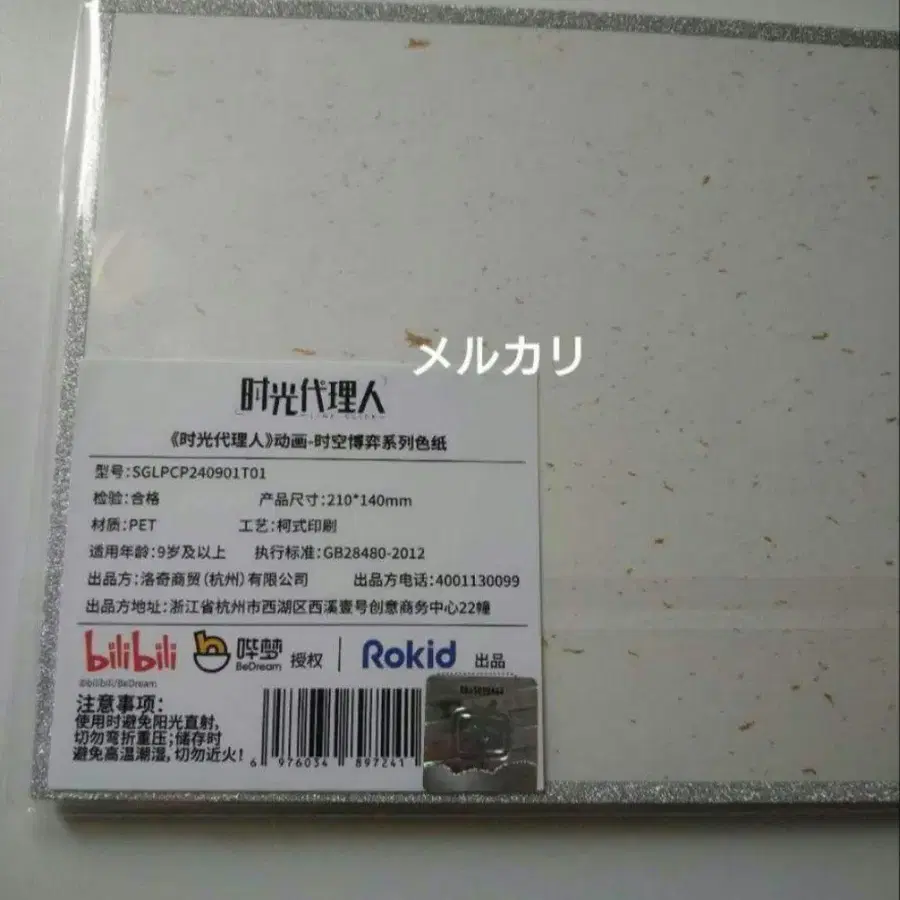 メルカリ
时光代理人
《时光代理人》动画-时空博弈系列色纸
型号:SGLPCP240901T01
检验:合格 产品尺寸:210*140mm
材质:PET 工艺:柯式印刷
适用年龄:9岁及以上 执行标准:GB28480-2012
出品方:洛奇商贸(杭州)有限公司 出品方电话:4001130099
出品方地址:浙江省杭州市西湖区西溪壹号创意商务中心22幢
bilibili 哔梦 BeDream 授权 | Rokid 出品
©bilibili/BeDream
注意事项:
使用时避免阳光直射,
切勿弯折重压;储存时
避免高温潮湿,切勿近火!
6 976034 897241